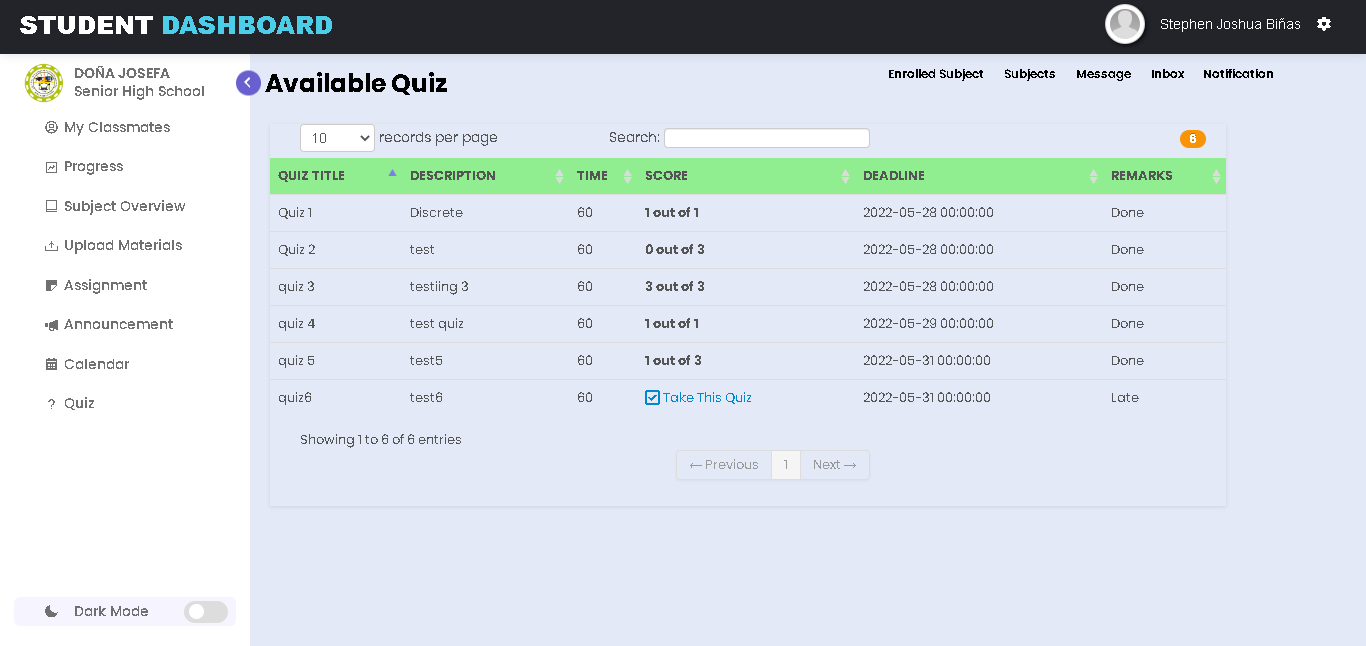 STUDENT DASHBOARD
Stephen Joshua Biñas
DOÑA JOSEFA
Senior High School
My Classmates
Progress
Subject Overview
Upload Materials
Assignment
Announcement
Calendar
? Quiz
Dark Mode
Available Quiz
Enrolled Subject Subjects Message Inbox Notification
10 records per page Search: 6
QUIZ TITLE DESCRIPTION TIME SCORE DEADLINE REMARKS
Quiz 1 Discrete 60 1 out of 1 2022-05-28 00:00:00 Done
Quiz 2 test 60 0 out of 3 2022-05-28 00:00:00 Done
quiz 3 testiing 3 60 3 out of 3 2022-05-28 00:00:00 Done
quiz 4 test quiz 60 1 out of 1 2022-05-29 00:00:00 Done
quiz 5 test5 60 1 out of 3 2022-05-31 00:00:00 Done
quiz6 test6 60 Take This Quiz 2022-05-31 00:00:00 Late
Showing 1 to 6 of 6 entries
← Previous 1 Next →